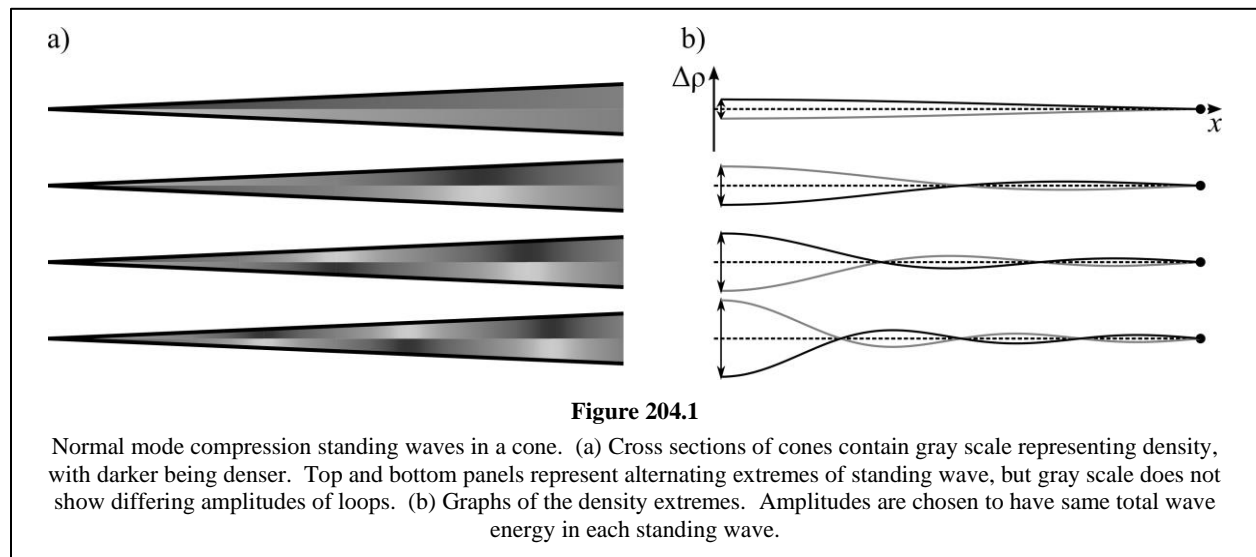 a)
b)
Δρ
x
Figure 204.1
Normal mode compression standing waves in a cone. (a) Cross sections of cones contain gray scale representing density,
with darker being denser. Top and bottom panels represent alternating extremes of standing wave, but gray scale does not
show differing amplitudes of loops. (b) Graphs of the density extremes. Amplitudes are chosen to have same total wave
energy in each standing wave.